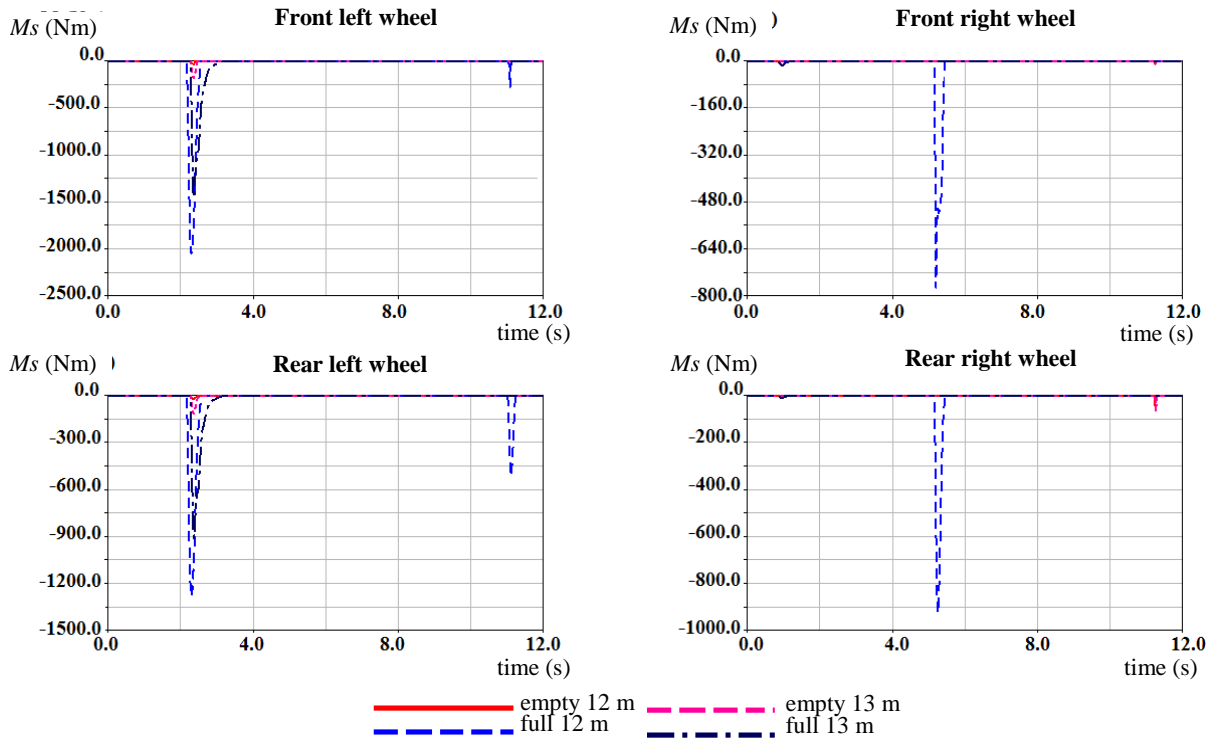 Front left wheel
Ms (Nm)
0.0
-500.0
-1000.0
-1500.0
-2000.0
-2500.0
0.0 4.0 8.0 12.0
time (s)
) Front right wheel
Ms (Nm)
0.0
-160.0
-320.0
-480.0
-640.0
-800.0
0.0 4.0 8.0 12.0
time (s)
Ms (Nm) )
Rear left wheel
0.0
-300.0
-600.0
-900.0
-1200.0
-1500.0
0.0 4.0 8.0 12.0
time (s)
Rear right wheel
Ms (Nm)
0.0
-200.0
-400.0
-600.0
-800.0
-1000.0
0.0 4.0 8.0 12.0
time (s)
empty 12 m
full 12 m
empty 13 m
full 13 m